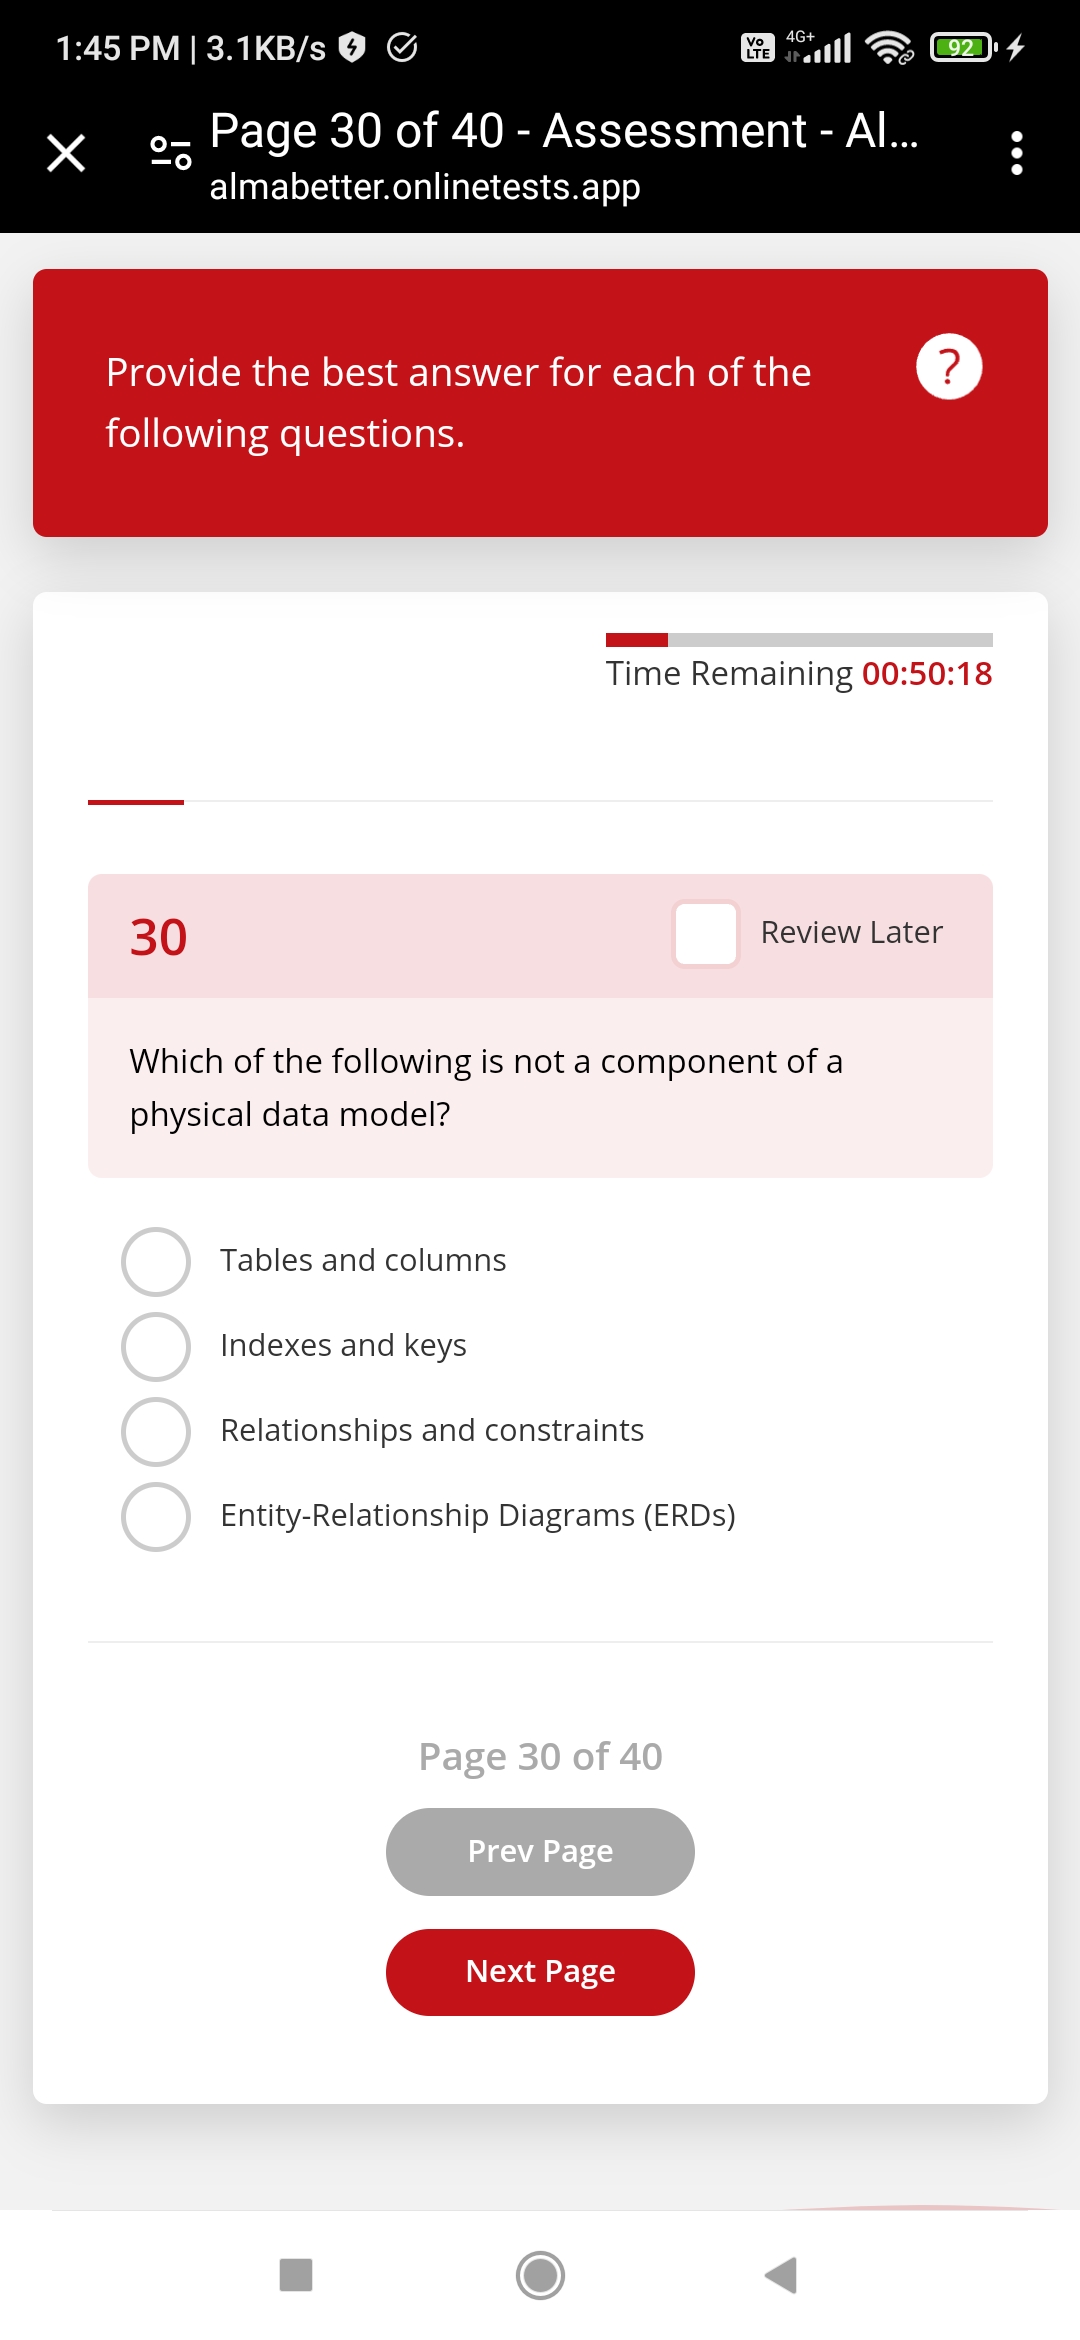 1:45 PM | 3.1KB/s
Vo LTE 4G+ 92
Page 30 of 40 - Assessment - Al...
almabetter.onlinetests.app
Provide the best answer for each of the
following questions.
?
Time Remaining 00:50:18
30
Review Later
Which of the following is not a component of a
physical data model?
Tables and columns
Indexes and keys
Relationships and constraints
Entity-Relationship Diagrams (ERDs)
Page 30 of 40
Prev Page
Next Page